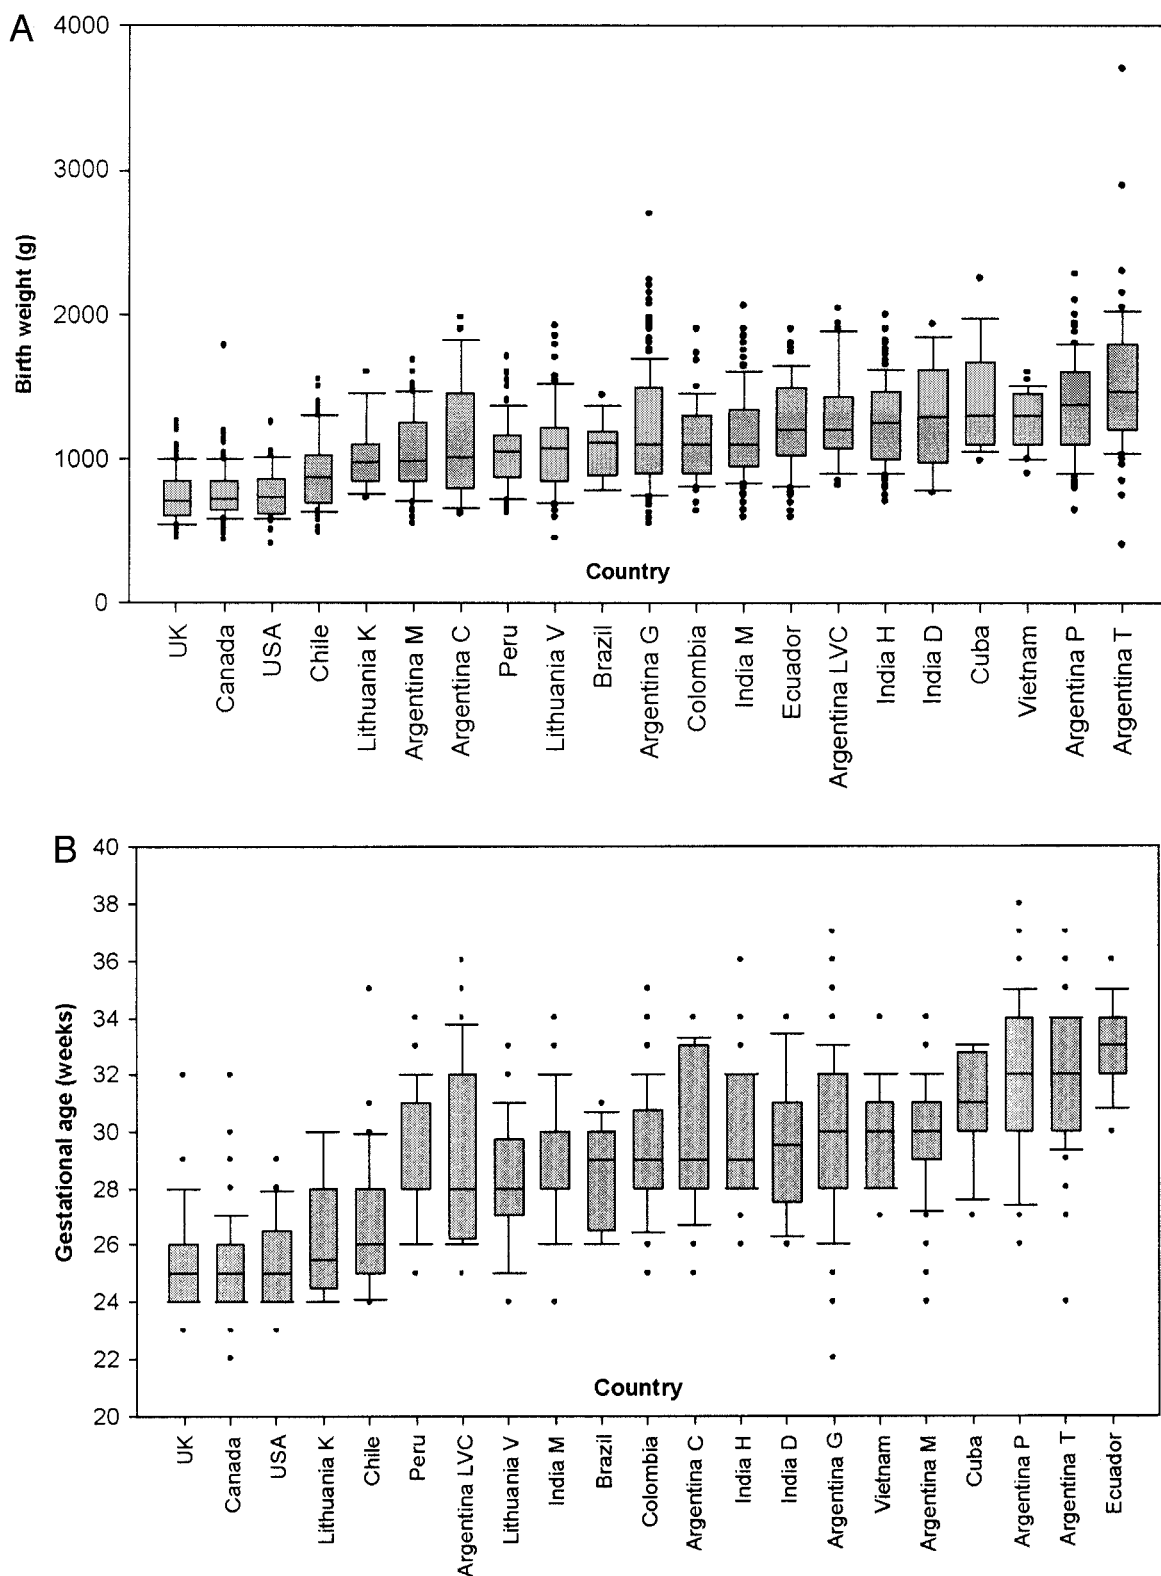 A
4000
3000
2000
1000
0
Birth weight (g)
Country
UK
Canada
USA
Chile
Lithuania K
Argentina M
Argentina C
Peru
Lithuania V
Brazil
Argentina G
Colombia
India M
Ecuador
Argentina LVC
India H
India D
Cuba
Vietnam
Argentina P
Argentina T
B
40
38
36
34
32
30
28
26
24
22
20
Gestational age (weeks)
Country
UK
Canada
USA
Lithuania K
Chile
Peru
Argentina LVC
Lithuania V
India M
Brazil
Colombia
Argentina C
India H
India D
Argentina G
Vietnam
Argentina M
Cuba
Argentina P
Argentina T
Ecuador